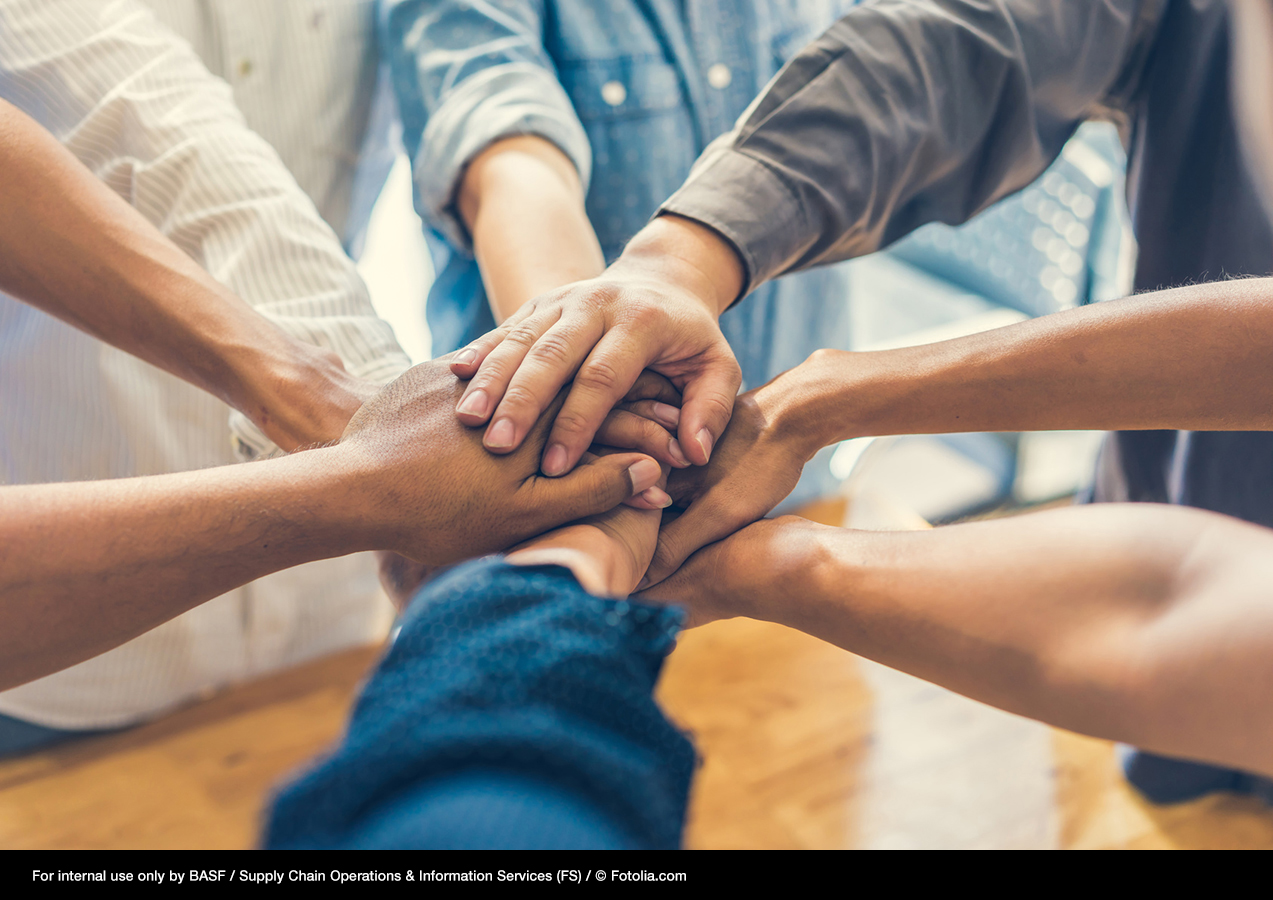 For internal use only by BASF / Supply Chain Operations & Information Services (FS) / © Fotolia.com